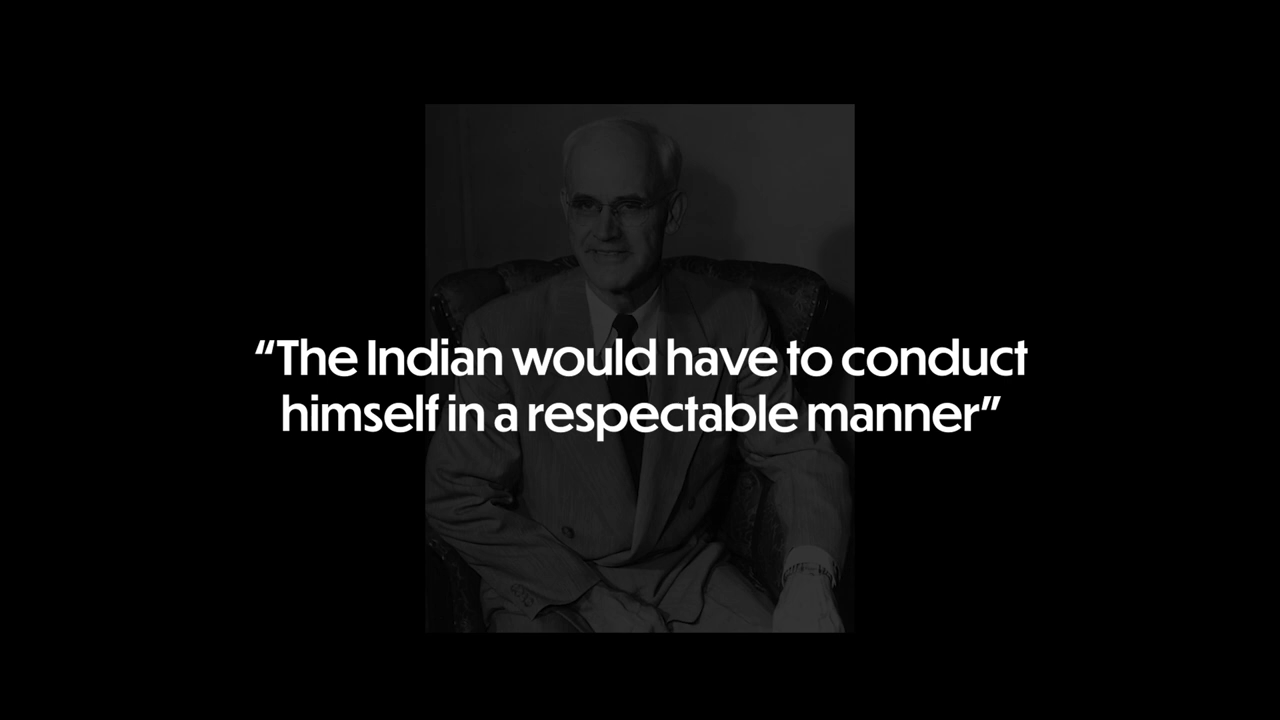 “The Indian would have to conduct
himself in a respectable manner”